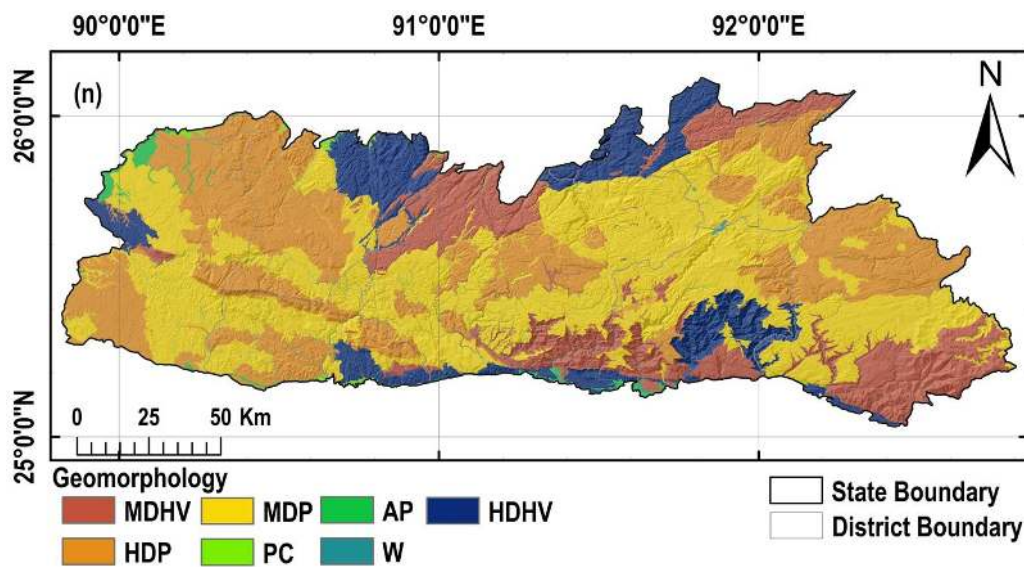 90°0'0"E 91°0'0"E 92°0'0"E
26°0'0"N
25°0'0"N
(n)
N
0 25 50 Km
Geomorphology
MDHV MDP AP HDHV
HDP PC W
State Boundary
District Boundary